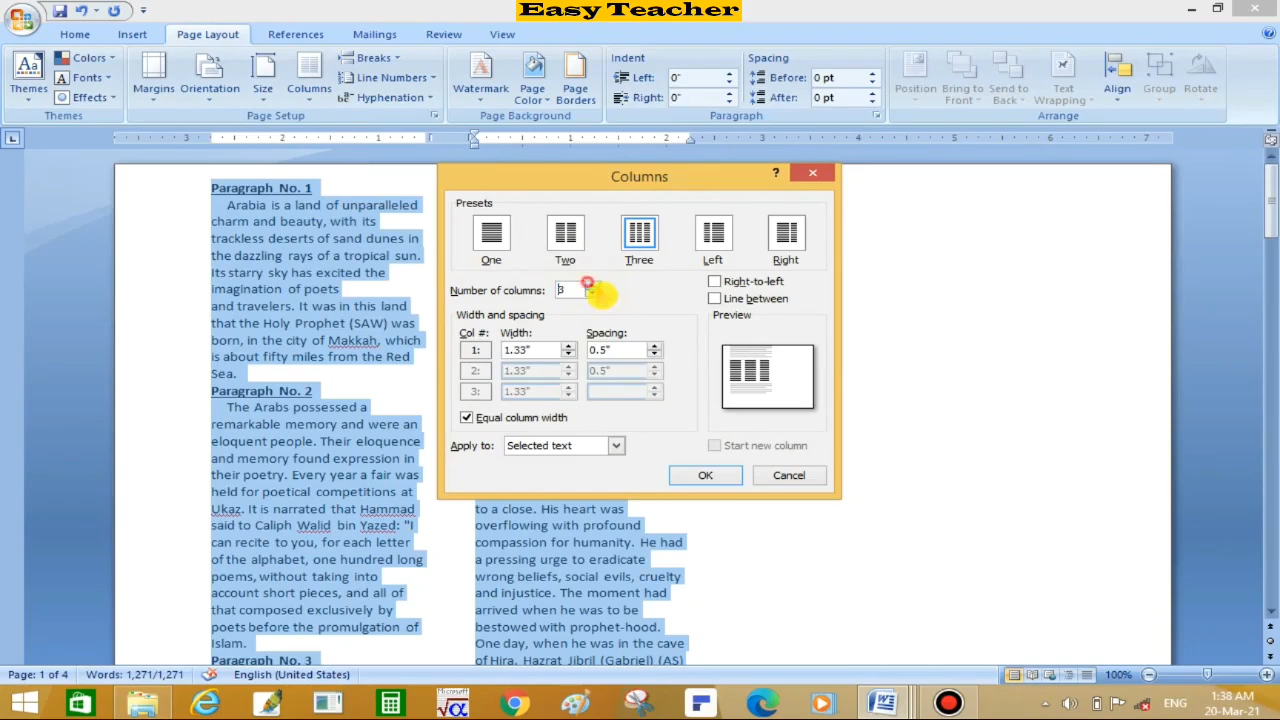 Easy Teacher
Home Insert Page Layout References Mailings Review View
Themes
Colors
Fonts
Effects
Themes
Margins Orientation Size Columns
Breaks
Line Numbers
Hyphenation
Page Setup
Watermark Page Color Page Borders
Page Background
Indent
Left: 0"
Right: 0"
Spacing
Before: 0 pt
After: 0 pt
Paragraph
Position Bring to Front Send to Back Text Wrapping Align Group Rotate
Arrange
3 2 1 1 2 3 4 5 6 7
Paragraph No. 1
Arabia is a land of unparalleled
charm and beauty, with its
trackless deserts of sand dunes in
the dazzling rays of a tropical sun.
Its starry sky has excited the
imagination of poets
and travelers. It was in this land
that the Holy Prophet (SAW) was
born, in the city of Makkah, which
is about fifty miles from the Red
Sea.
Paragraph No. 2
The Arabs possessed a
remarkable memory and were an
eloquent people. Their eloquence
and memory found expression in
their poetry. Every year a fair was
held for poetical competitions at
Ukaz. It is narrated that Hammad
said to Caliph Walid bin Yazed: "I
can recite to you, for each letter
of the alphabet, one hundred long
poems, without taking into
account short pieces, and all of
that composed exclusively by
poets before the promulgation of
Islam.
Paragraph No. 3
to a close. His heart was
overflowing with profound
compassion for humanity. He had
a pressing urge to eradicate
wrong beliefs, social evils, cruelty
and injustice. The moment had
arrived when he was to be
bestowed with prophet-hood.
One day, when he was in the cave
of Hira, Hazrat Jibril (Gabriel) (AS)
Columns
?
Presets
One Two Three Left Right
Number of columns: 3
Right-to-left
Line between
Width and spacing
Col #: Width: Spacing:
1: 1.33" 0.5"
2: 1.33" 0.5"
3: 1.33"
Equal column width
Preview
Apply to: Selected text
Start new column
OK Cancel
Page: 1 of 4 Words: 1,271/1,271 English (United States) 100%
Microsoft
ENG
1:38 AM
20-Mar-21